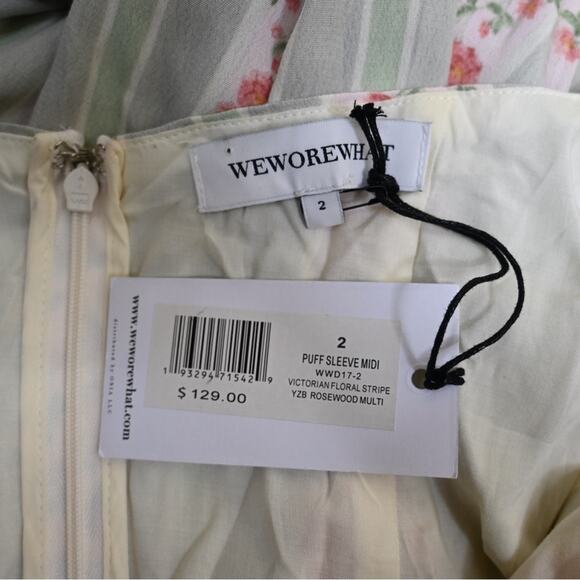 WEWOREWHAT
2
www.weworewhat.com
distributed by ONIA LLC
1 93294 71542 9
$ 129.00
2
PUFF SLEEVE MIDI
WWD17-2
VICTORIAN FLORAL STRIPE
YZB ROSEWOOD MULTI